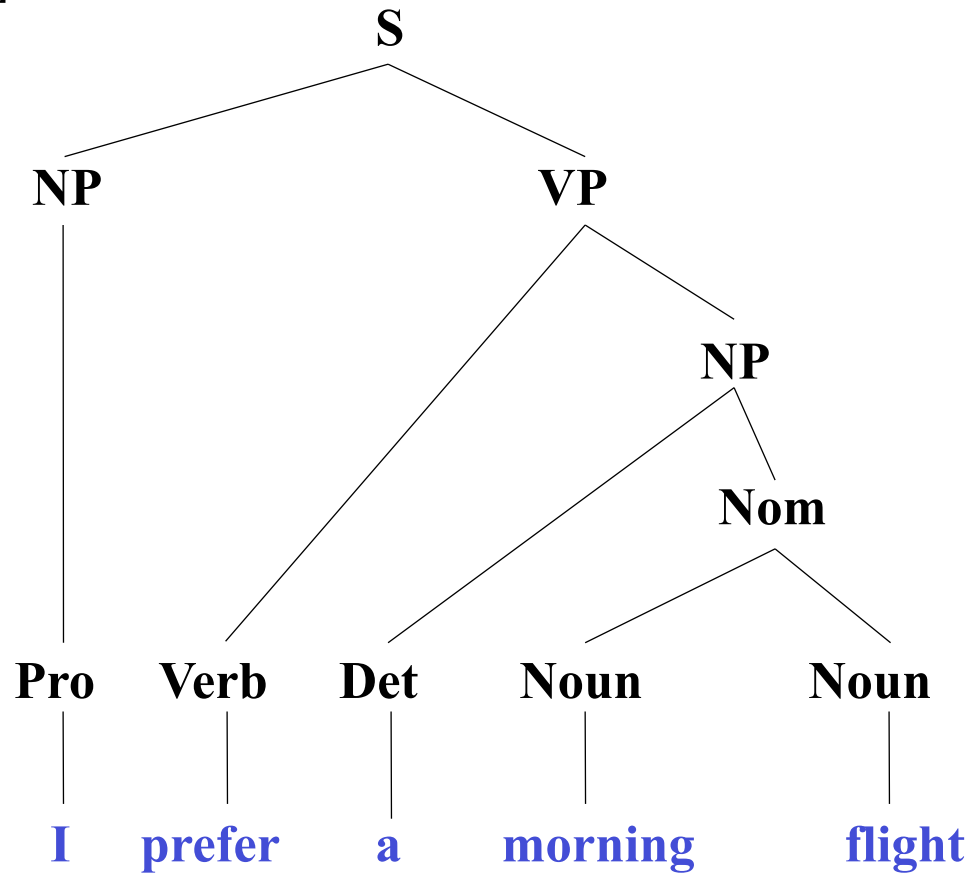 S
NP VP
NP
Nom
Pro Verb Det Noun Noun
I prefer a morning flight